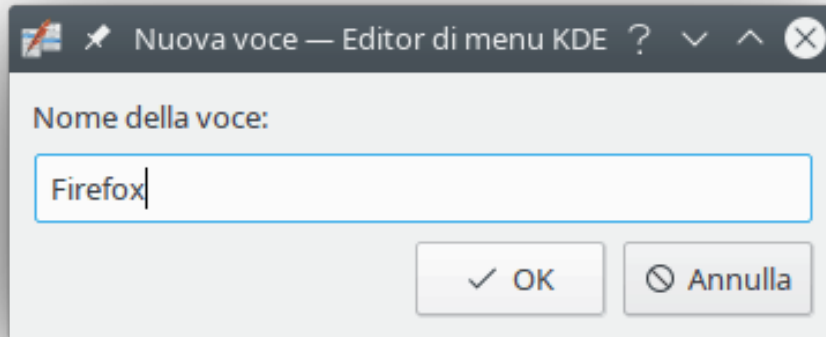 Nuova voce — Editor di menu KDE
Nome della voce:
Firefox
OK Annulla